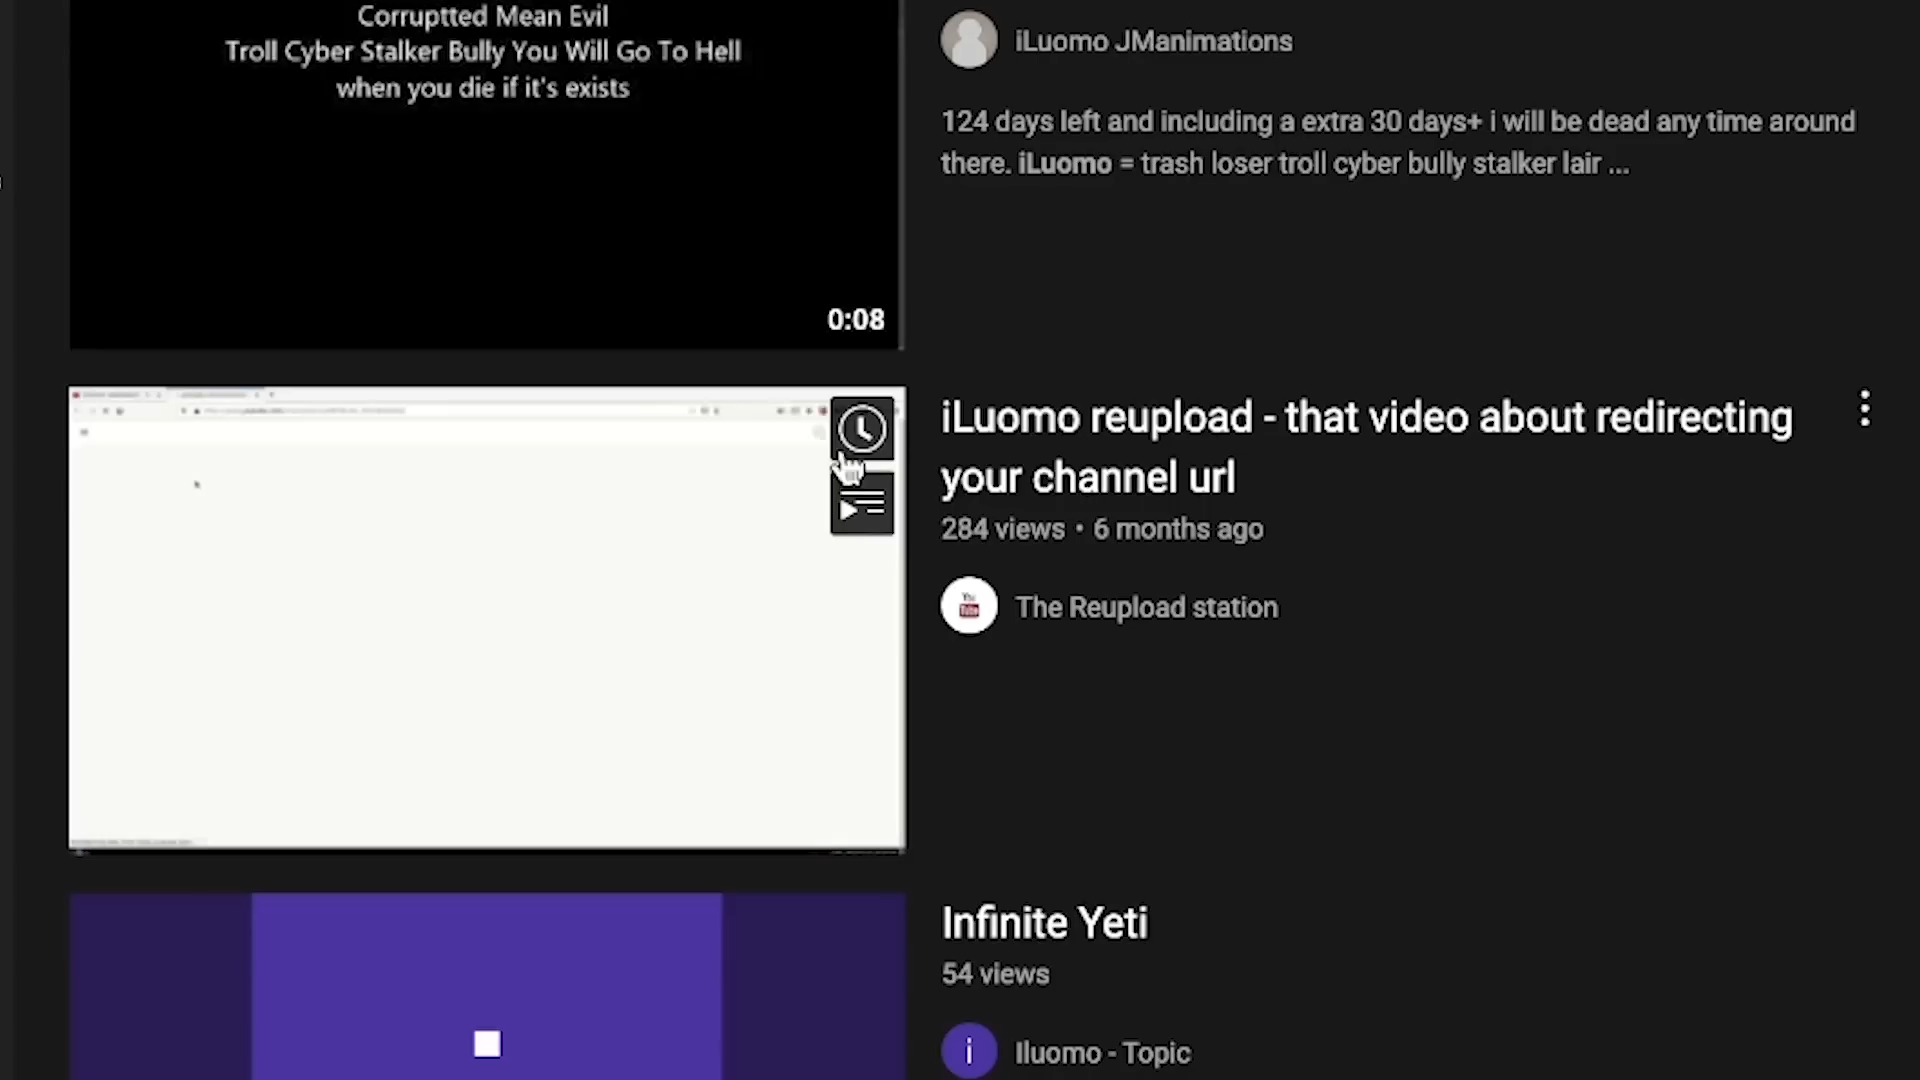 Corruptted Mean Evil
Troll Cyber Stalker Bully You Will Go To Hell
when you die if it's exists
0:08
iLuomo JManimations
124 days left and including a extra 30 days+ i will be dead any time around
there. iLuomo = trash loser troll cyber bully stalker lair ...
iLuomo reupload - that video about redirecting
your channel url
284 views • 6 months ago
You
Tube
The Reupload station
Infinite Yeti
54 views
i
Iluomo - Topic